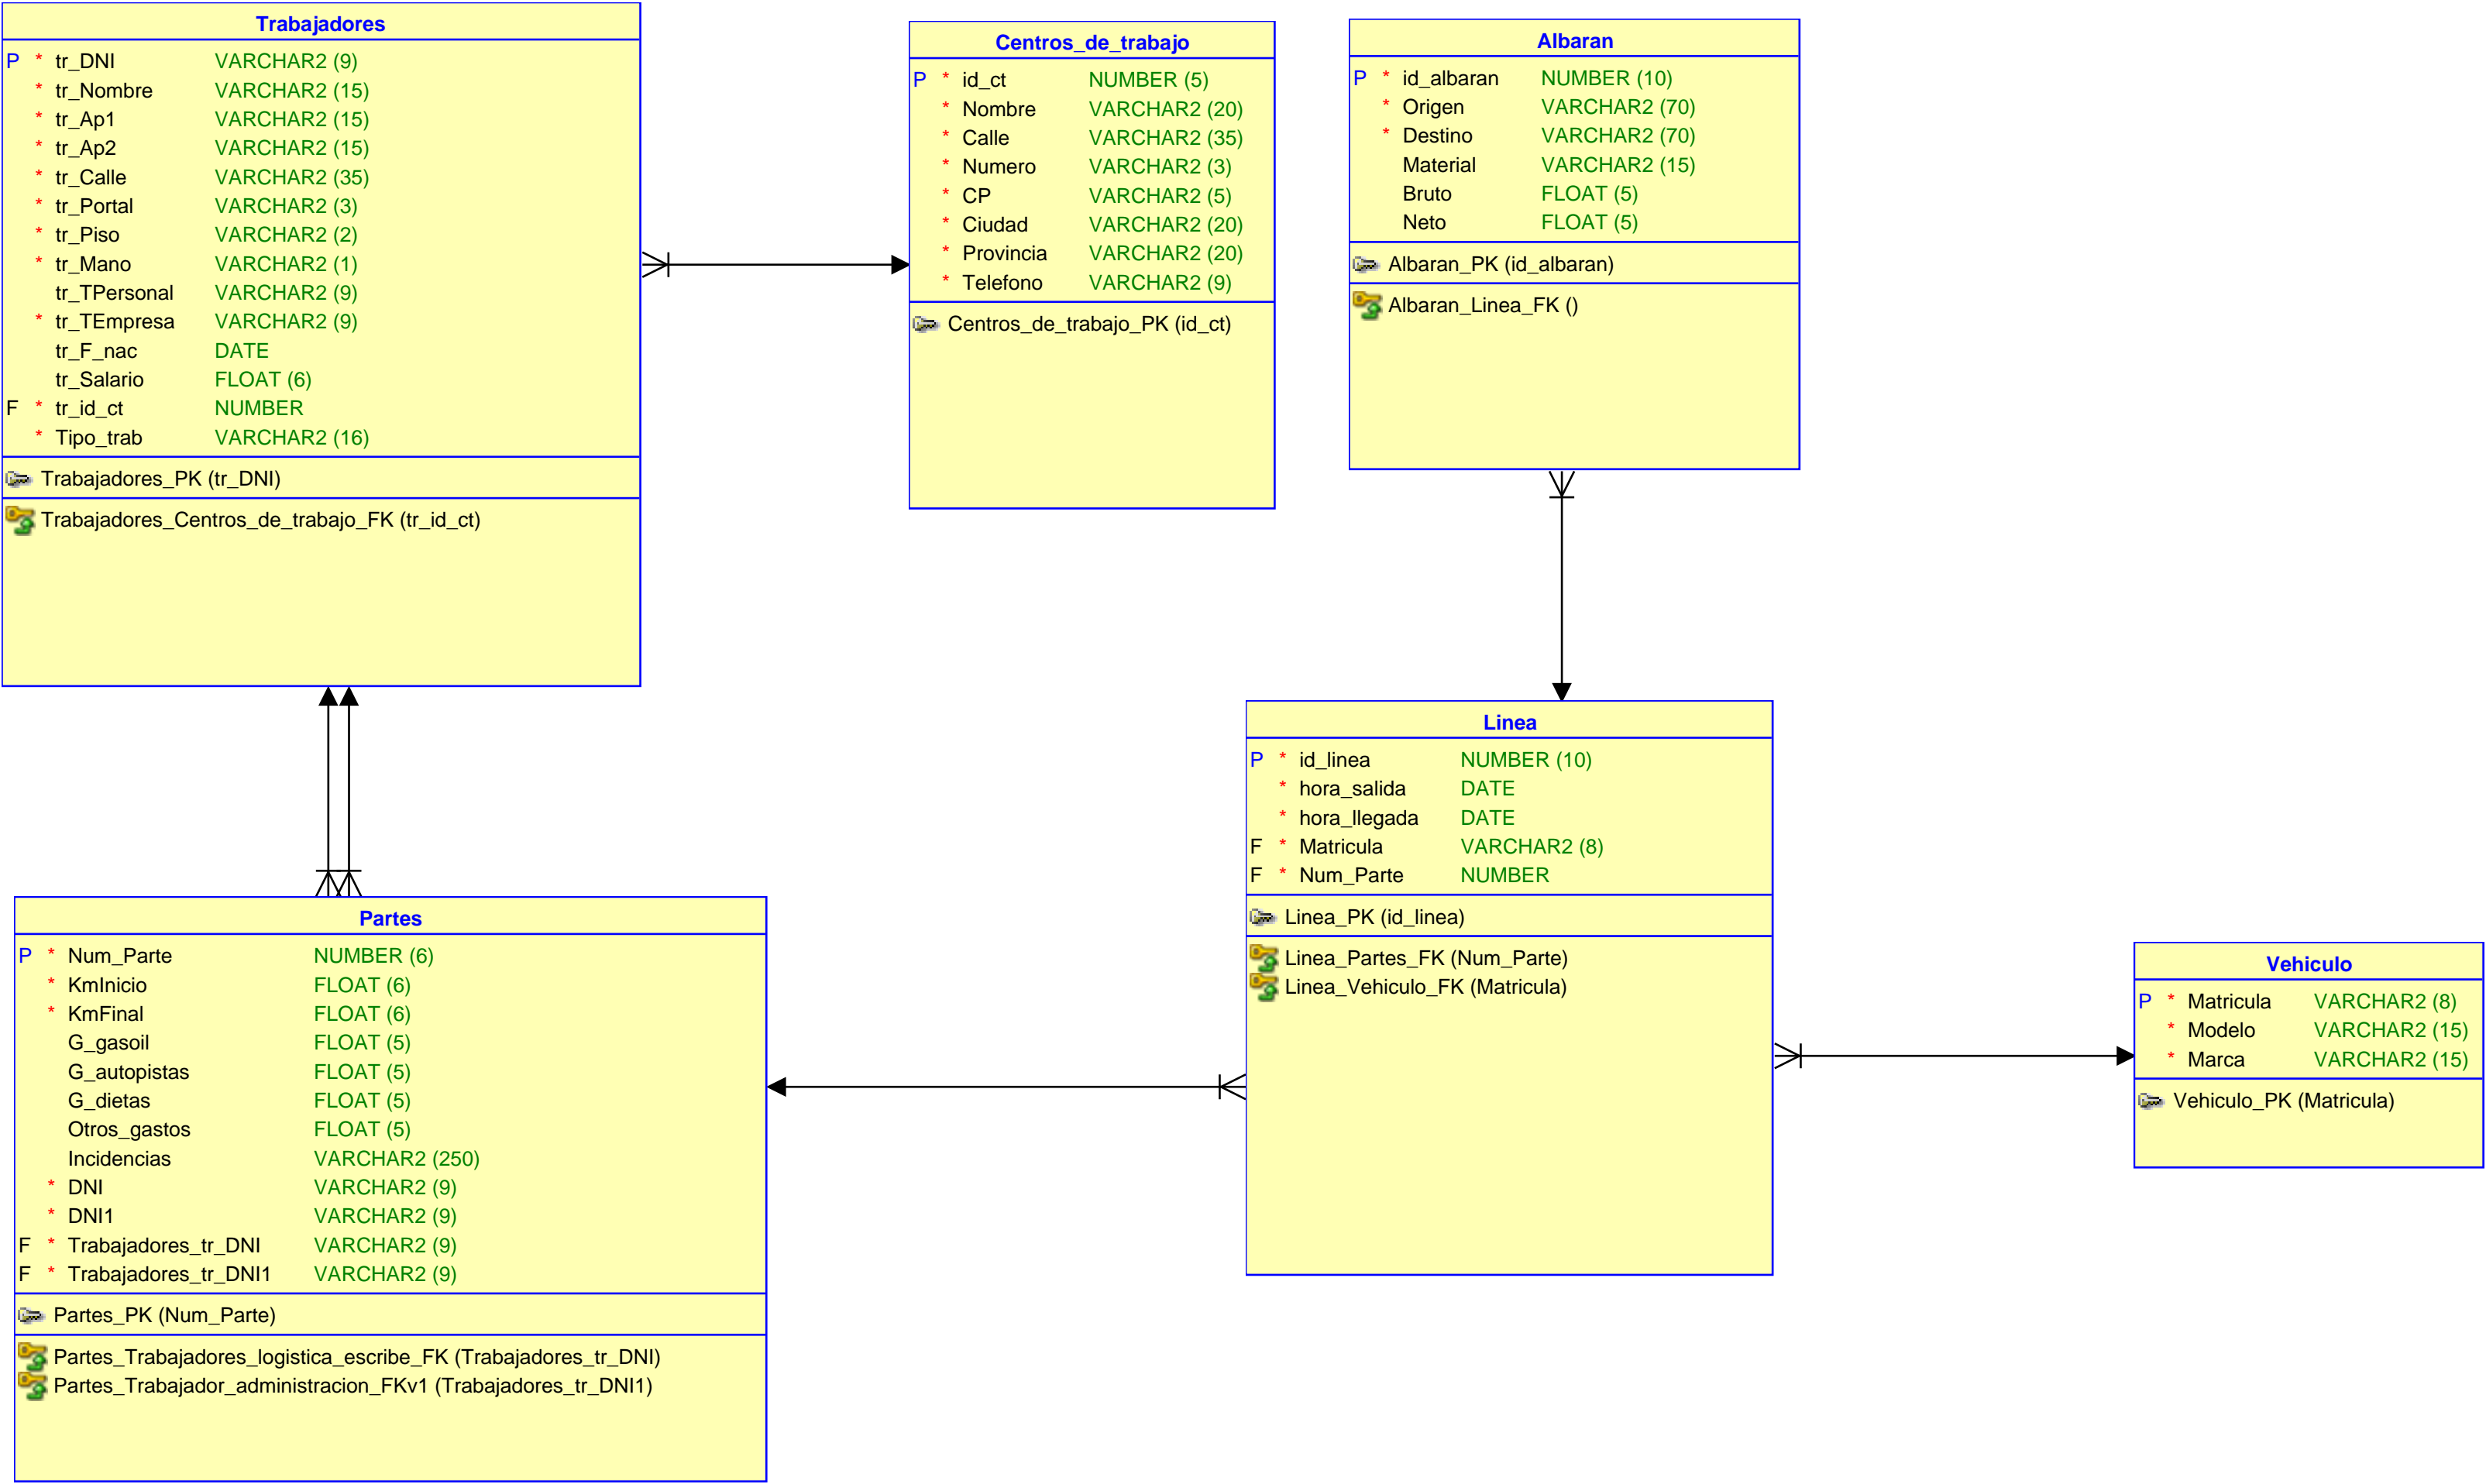 Trabajadores
P * tr_DNI VARCHAR2 (9)
* tr_Nombre VARCHAR2 (15)
* tr_Ap1 VARCHAR2 (15)
* tr_Ap2 VARCHAR2 (15)
* tr_Calle VARCHAR2 (35)
* tr_Portal VARCHAR2 (3)
* tr_Piso VARCHAR2 (2)
* tr_Mano VARCHAR2 (1)
tr_TPersonal VARCHAR2 (9)
* tr_TEmpresa VARCHAR2 (9)
tr_F_nac DATE
tr_Salario FLOAT (6)
F * tr_id_ct NUMBER
* Tipo_trab VARCHAR2 (16)
Trabajadores_PK (tr_DNI)
Trabajadores_Centros_de_trabajo_FK (tr_id_ct)
Centros_de_trabajo
P * id_ct NUMBER (5)
* Nombre VARCHAR2 (20)
* Calle VARCHAR2 (35)
* Numero VARCHAR2 (3)
* CP VARCHAR2 (5)
* Ciudad VARCHAR2 (20)
* Provincia VARCHAR2 (20)
* Telefono VARCHAR2 (9)
Centros_de_trabajo_PK (id_ct)
Albaran
P * id_albaran NUMBER (10)
* Origen VARCHAR2 (70)
* Destino VARCHAR2 (70)
Material VARCHAR2 (15)
Bruto FLOAT (5)
Neto FLOAT (5)
Albaran_PK (id_albaran)
Albaran_Linea_FK ()
Linea
P * id_linea NUMBER (10)
* hora_salida DATE
* hora_llegada DATE
F * Matricula VARCHAR2 (8)
F * Num_Parte NUMBER
Linea_PK (id_linea)
Linea_Partes_FK (Num_Parte)
Linea_Vehiculo_FK (Matricula)
Partes
P * Num_Parte NUMBER (6)
* KmInicio FLOAT (6)
* KmFinal FLOAT (6)
G_gasoil FLOAT (5)
G_autopistas FLOAT (5)
G_dietas FLOAT (5)
Otros_gastos FLOAT (5)
Incidencias VARCHAR2 (250)
* DNI VARCHAR2 (9)
* DNI1 VARCHAR2 (9)
F * Trabajadores_tr_DNI VARCHAR2 (9)
F * Trabajadores_tr_DNI1 VARCHAR2 (9)
Partes_PK (Num_Parte)
Partes_Trabajadores_logistica_escribe_FK (Trabajadores_tr_DNI)
Partes_Trabajador_administracion_FKv1 (Trabajadores_tr_DNI1)
Vehiculo
P * Matricula VARCHAR2 (8)
* Modelo VARCHAR2 (15)
* Marca VARCHAR2 (15)
Vehiculo_PK (Matricula)